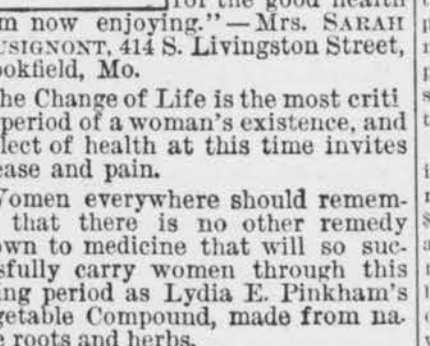 for the good health
m now enjoying."—Mrs. SARAH
USIGNONT, 414 S. Livingston Street,
ookfield, Mo.
he Change of Life is the most criti
period of a woman's existence, and
lect of health at this time invites
ease and pain.
omen everywhere should remem-
that there is no other remedy
own to medicine that will so suc-
sfully carry women through this
ing period as Lydia E. Pinkham's
getable Compound, made from na-
e roots and herbs.